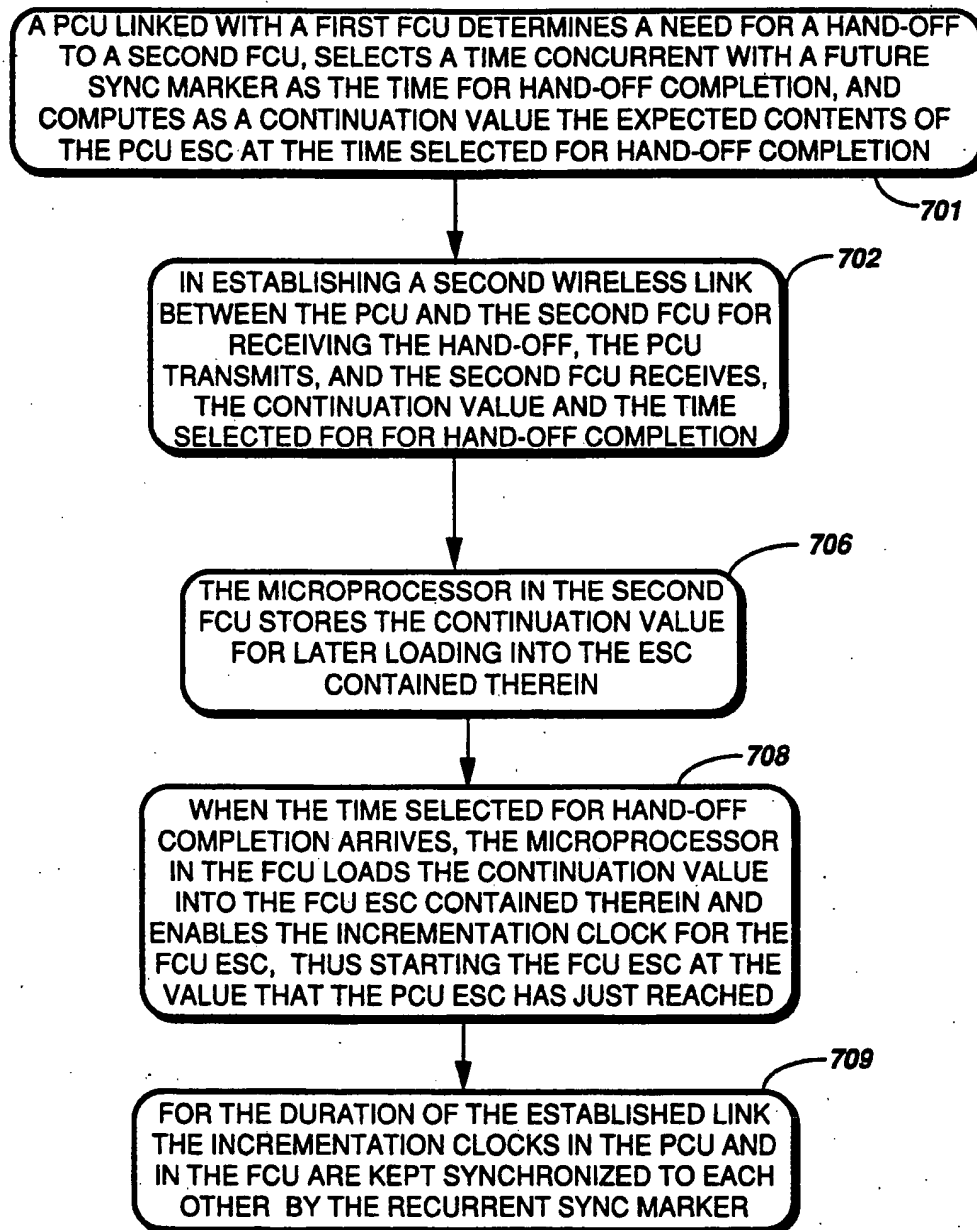 A PCU LINKED WITH A FIRST FCU DETERMINES A NEED FOR A HAND-OFF
TO A SECOND FCU, SELECTS A TIME CONCURRENT WITH A FUTURE
SYNC MARKER AS THE TIME FOR HAND-OFF COMPLETION, AND
COMPUTES AS A CONTINUATION VALUE THE EXPECTED CONTENTS OF
THE PCU ESC AT THE TIME SELECTED FOR HAND-OFF COMPLETION
701
702
IN ESTABLISHING A SECOND WIRELESS LINK
BETWEEN THE PCU AND THE SECOND FCU FOR
RECEIVING THE HAND-OFF, THE PCU
TRANSMITS, AND THE SECOND FCU RECEIVES,
THE CONTINUATION VALUE AND THE TIME
SELECTED FOR FOR HAND-OFF COMPLETION
706
THE MICROPROCESSOR IN THE SECOND
FCU STORES THE CONTINUATION VALUE
FOR LATER LOADING INTO THE ESC
CONTAINED THEREIN
708
WHEN THE TIME SELECTED FOR HAND-OFF
COMPLETION ARRIVES, THE MICROPROCESSOR
IN THE FCU LOADS THE CONTINUATION VALUE
INTO THE FCU ESC CONTAINED THEREIN AND
ENABLES THE INCREMENTATION CLOCK FOR THE
FCU ESC, THUS STARTING THE FCU ESC AT THE
VALUE THAT THE PCU ESC HAS JUST REACHED
709
FOR THE DURATION OF THE ESTABLISHED LINK
THE INCREMENTATION CLOCKS IN THE PCU AND
IN THE FCU ARE KEPT SYNCHRONIZED TO EACH
OTHER BY THE RECURRENT SYNC MARKER